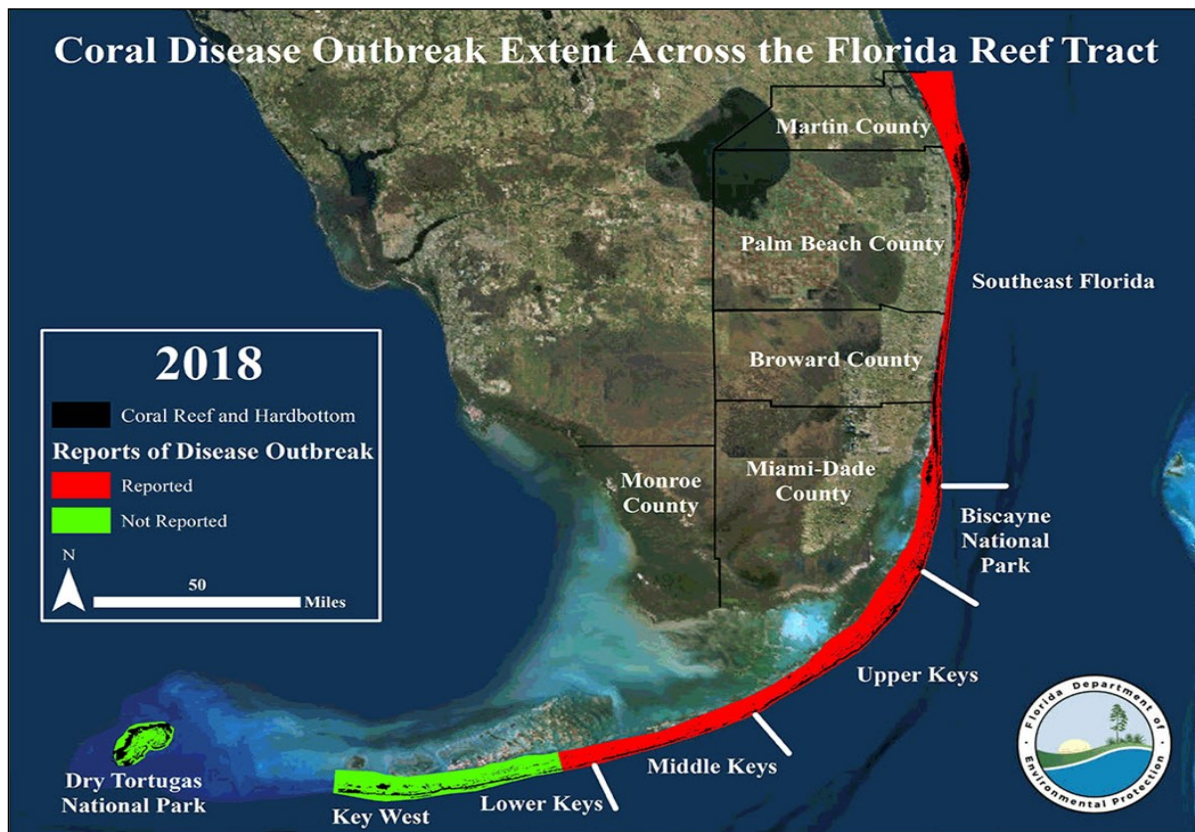 Coral Disease Outbreak Extent Across the Florida Reef Tract
Martin County
Palm Beach County
Southeast Florida
Broward County
Miami-Dade
County
Monroe
County
Biscayne
National
Park
Upper Keys
Middle Keys
Lower Keys
Key West
Dry Tortugas
National Park
2018
Coral Reef and Hardbottom
Reports of Disease Outbreak
Reported
Not Reported
N
50
Miles
Florida Department of
Environmental Protection